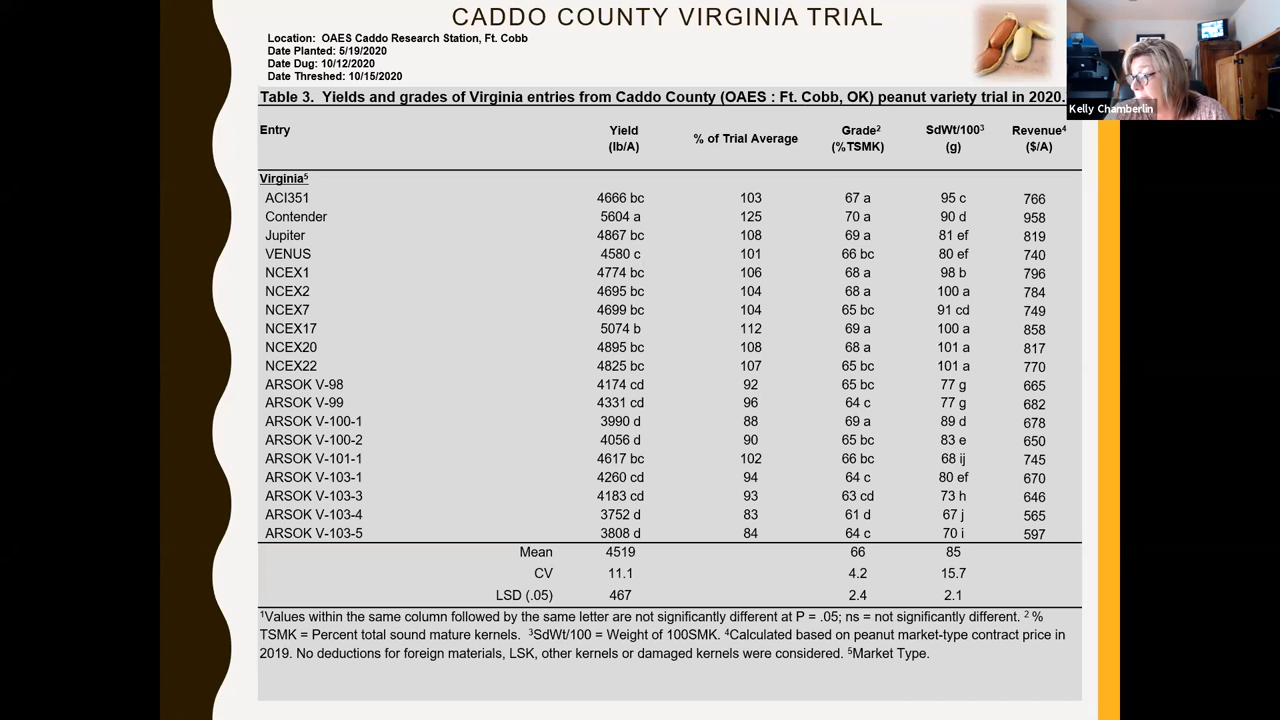 CADDO COUNTY VIRGINIA TRIAL
Location: OAES Caddo Research Station, Ft. Cobb
Date Planted: 5/19/2020
Date Dug: 10/12/2020
Date Threshed: 10/15/2020
Kelly Chamberlin
Table 3. Yields and grades of Virginia entries from Caddo County (OAES : Ft. Cobb, OK) peanut variety trial in 2020.
Entry Yield (lb/A) % of Trial Average Grade2 (%TSMK) SdWt/1003 (g) Revenue4 ($/A)
Virginia5
ACI351 4666 bc 103 67 a 95 c 766
Contender 5604 a 125 70 a 90 d 958
Jupiter 4867 bc 108 69 a 81 ef 819
VENUS 4580 c 101 66 bc 80 ef 740
NCEX1 4774 bc 106 68 a 98 b 796
NCEX2 4695 bc 104 68 a 100 a 784
NCEX7 4699 bc 104 65 bc 91 cd 749
NCEX17 5074 b 112 69 a 100 a 858
NCEX20 4895 bc 108 68 a 101 a 817
NCEX22 4825 bc 107 65 bc 101 a 770
ARSOK V-98 4174 cd 92 65 bc 77 g 665
ARSOK V-99 4331 cd 96 64 c 77 g 682
ARSOK V-100-1 3990 d 88 69 a 89 d 678
ARSOK V-100-2 4056 d 90 65 bc 83 e 650
ARSOK V-101-1 4617 bc 102 66 bc 68 ij 745
ARSOK V-103-1 4260 cd 94 64 c 80 ef 670
ARSOK V-103-3 4183 cd 93 63 cd 73 h 646
ARSOK V-103-4 3752 d 83 61 d 67 j 565
ARSOK V-103-5 3808 d 84 64 c 70 i 597
Mean 4519 66 85
CV 11.1 4.2 15.7
LSD (.05) 467 2.4 2.1
1Values within the same column followed by the same letter are not significantly different at P = .05; ns = not significantly different. 2 %
TSMK = Percent total sound mature kernels. 3SdWt/100 = Weight of 100SMK. 4Calculated based on peanut market-type contract price in
2019. No deductions for foreign materials, LSK, other kernels or damaged kernels were considered. 5Market Type.